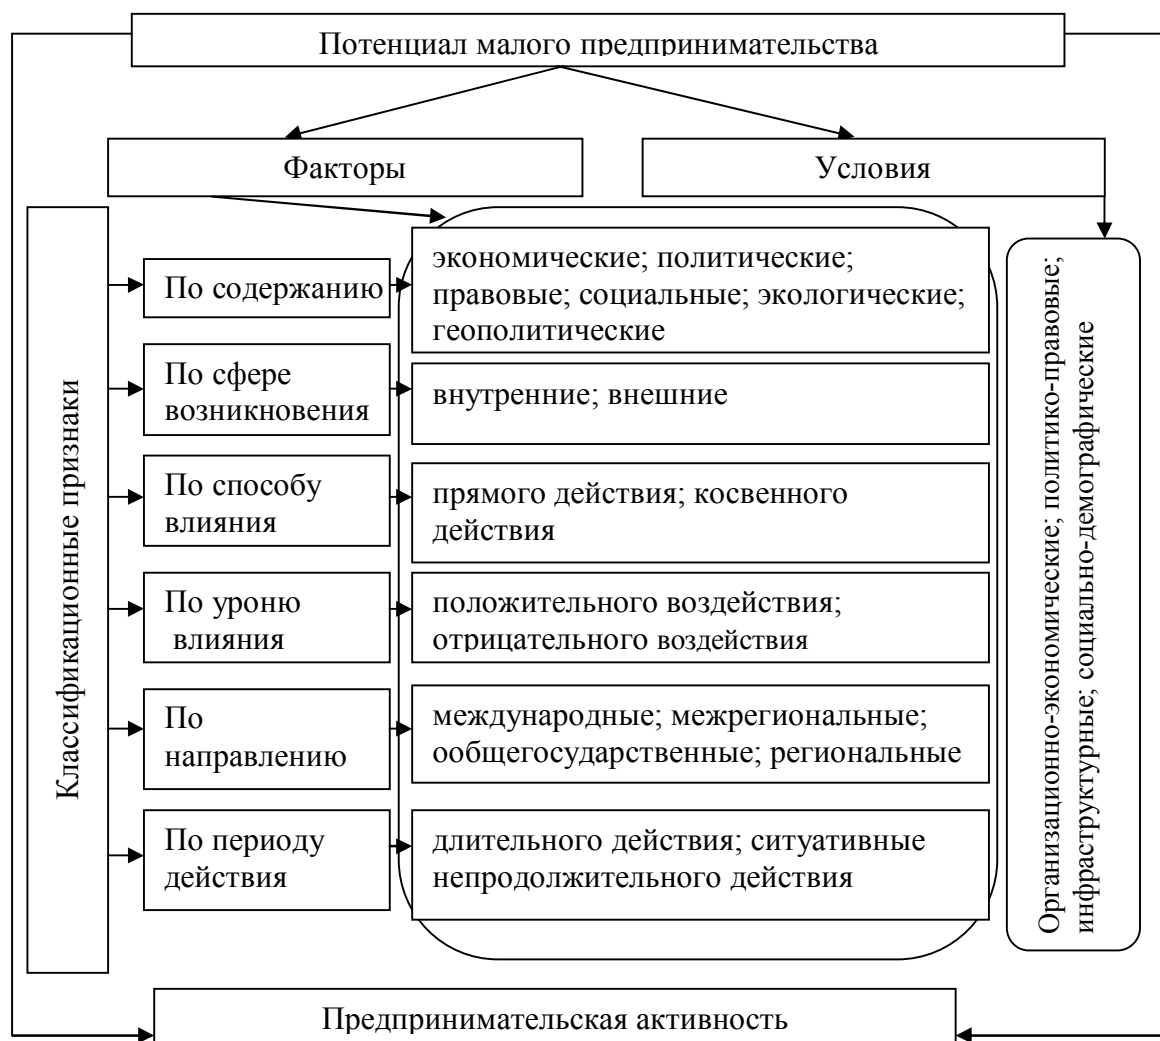 Потенциал малого предпринимательства
Факторы
Условия
Классификационные признаки
По содержанию
экономические; политические;
правовые; социальные; экологические;
геополитические
По сфере
возникновения
внутренние; внешние
По способу
влияния
прямого действия; косвенного
действия
По уроню
влияния
положительного воздействия;
отрицательного воздействия
По
направлению
международные; межрегиональные;
ообщегосударственные; региональные
По периоду
действия
длительного действия; ситуативные
непродолжительного действия
Организационно-экономические; политико-правовые;
инфраструктурные; социально-демографические
Предпринимательская активность